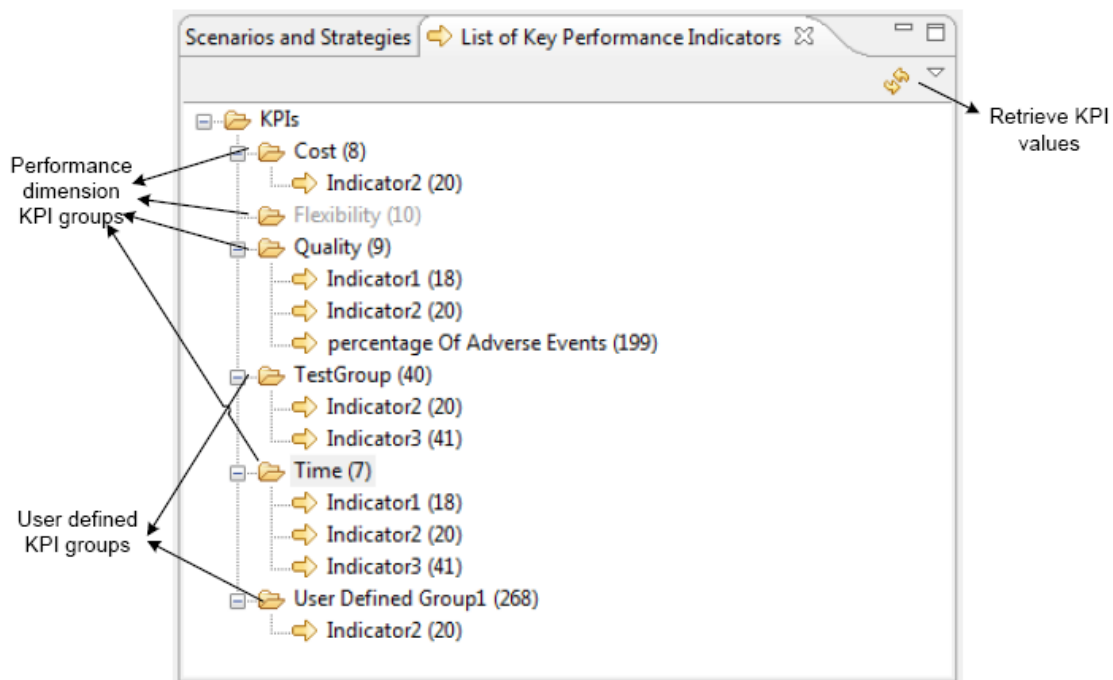 Scenarios and Strategies
List of Key Performance Indicators
Retrieve KPI
values
KPIs
Performance
dimension
KPI groups
Cost (8)
Indicator2 (20)
Flexibility (10)
Quality (9)
Indicator1 (18)
Indicator2 (20)
percentage Of Adverse Events (199)
TestGroup (40)
Indicator2 (20)
Indicator3 (41)
Time (7)
Indicator1 (18)
Indicator2 (20)
Indicator3 (41)
User defined
KPI groups
User Defined Group1 (268)
Indicator2 (20)